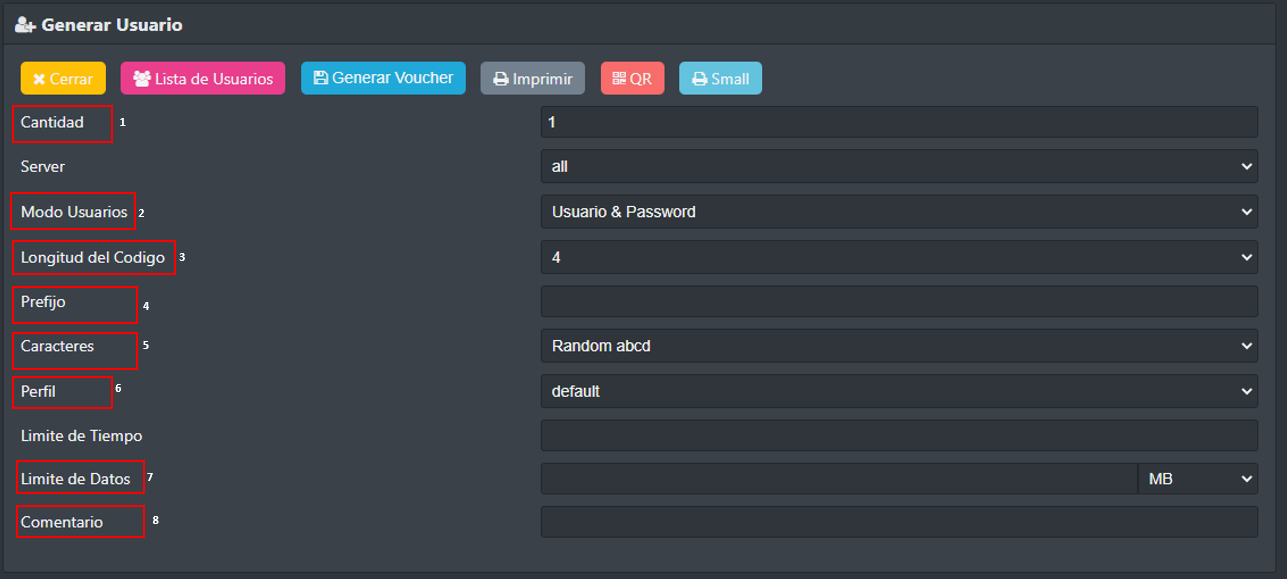 Generar Usuario
Cerrar Lista de Usuarios Generar Voucher Imprimir QR Small
Cantidad 1 1
Server all
Modo Usuarios 2 Usuario & Password
Longitud del Codigo 3 4
Prefijo 4
Caracteres 5 Random abcd
Perfil 6 default
Limite de Tiempo
Limite de Datos 7 MB
Comentario 8